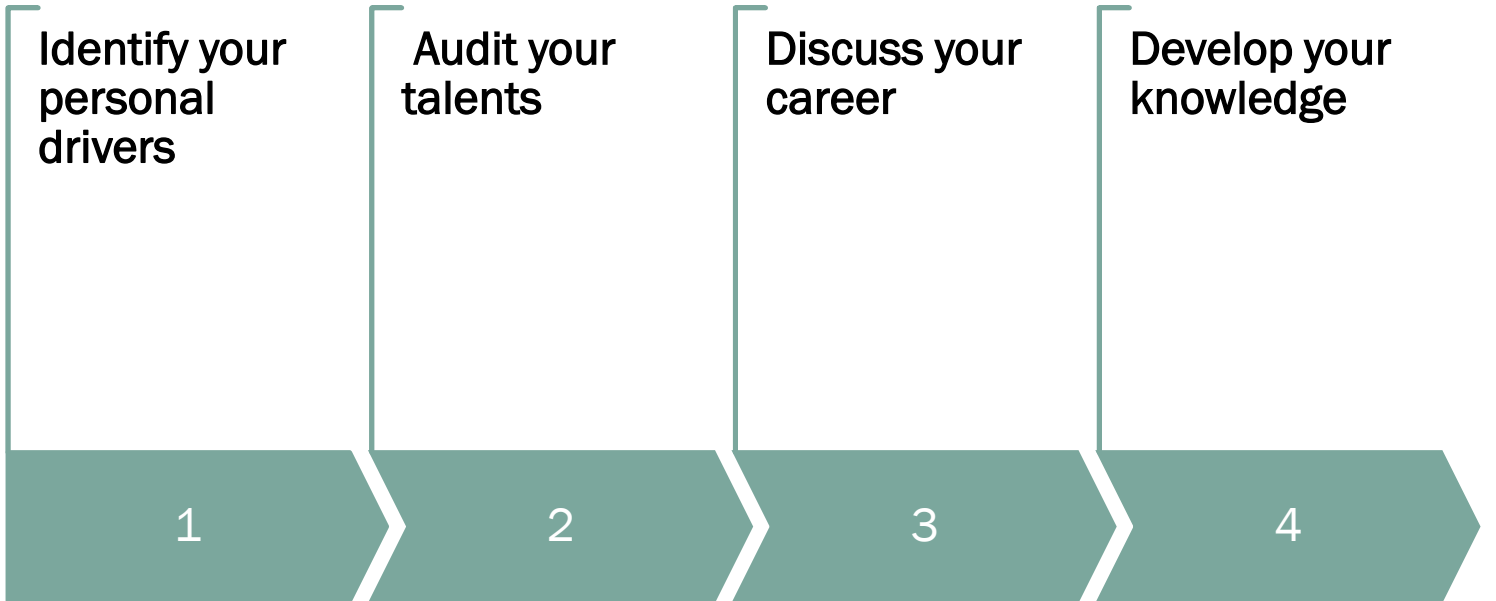 Identify your
personal
drivers
Audit your
talents
Discuss your
career
Develop your
knowledge
1
2
3
4